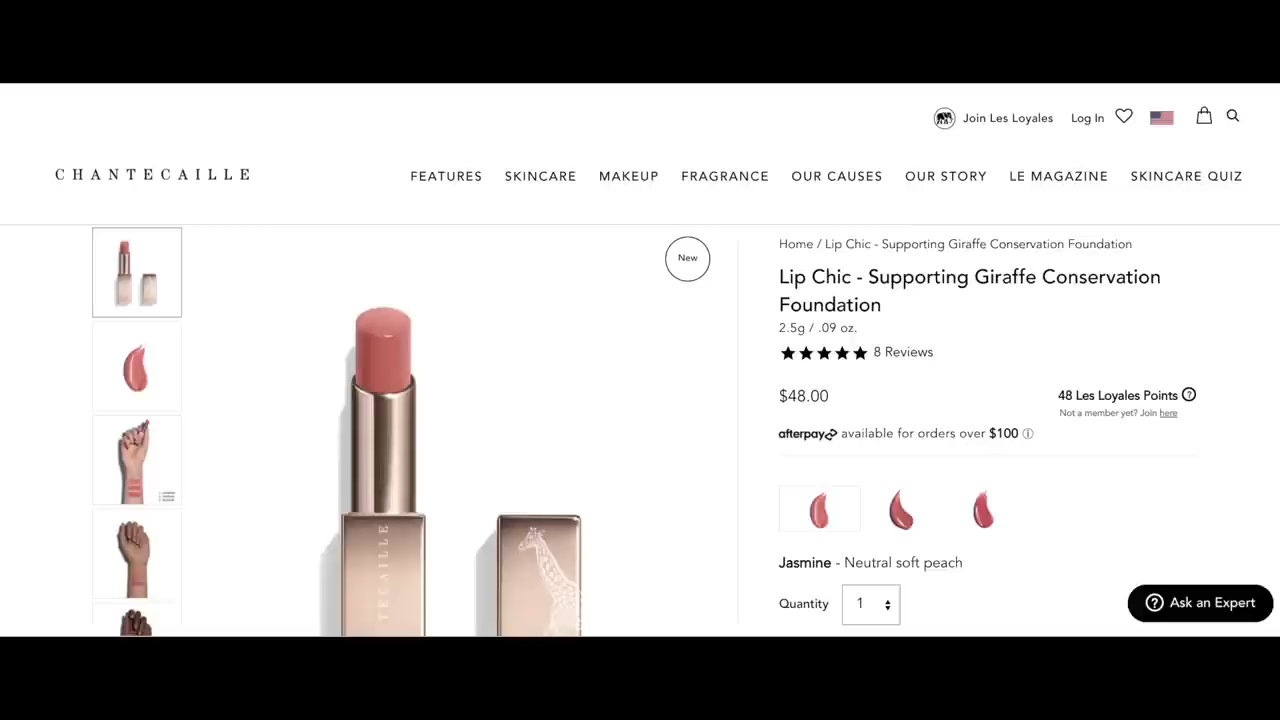 Join Les Loyales
Log In
CHANTECAILLE
FEATURES SKINCARE MAKEUP FRAGRANCE OUR CAUSES OUR STORY LE MAGAZINE SKINCARE QUIZ
New
Home / Lip Chic - Supporting Giraffe Conservation Foundation
Lip Chic - Supporting Giraffe Conservation
Foundation
2.5g / .09 oz.
8 Reviews
$48.00
48 Les Loyales Points ?
Not a member yet? Join here
afterpay available for orders over $100
TECAILLE
Jasmine - Neutral soft peach
Quantity 1
? Ask an Expert